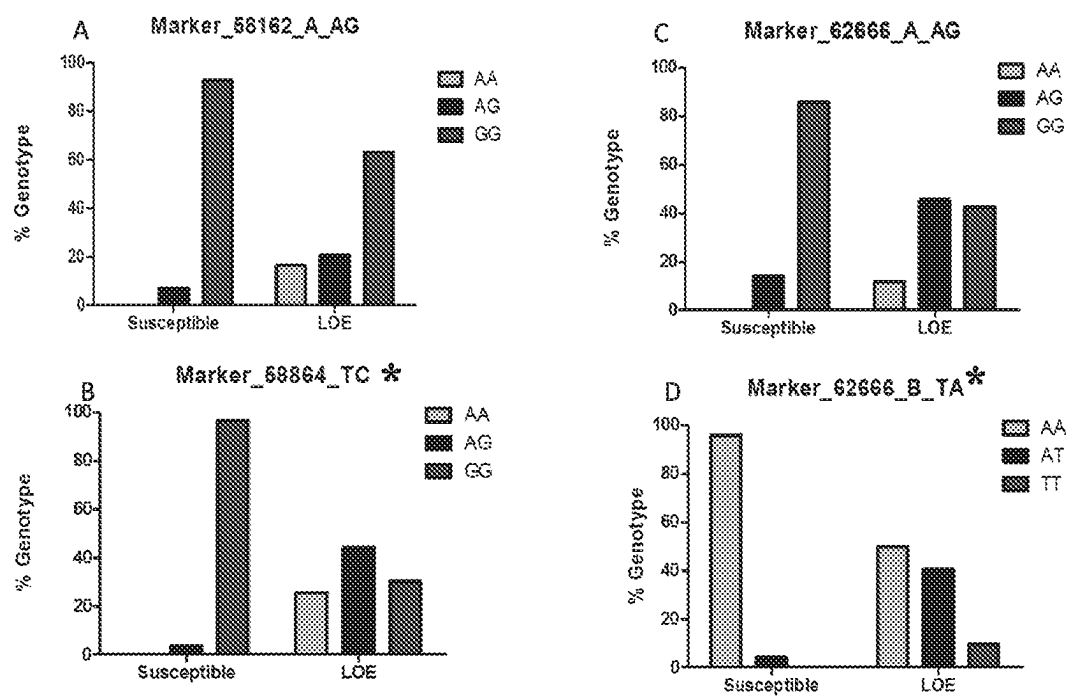 A
Marker_58162_A_AG
% Genotype
100
80
60
40
20
0
Susceptible
LOE
AA
AG
GG
C
Marker_62666_A_AG
% Genotype
100
80
60
40
20
0
Susceptible
LOE
AA
AG
GG
B
Marker_59864_TC *
% Genotype
100
80
60
40
20
0
Susceptible
LOE
AA
AG
GG
D
Marker_62666_B_TA*
% Genotype
100
80
60
40
20
0
Susceptible
LOE
AA
AT
TT